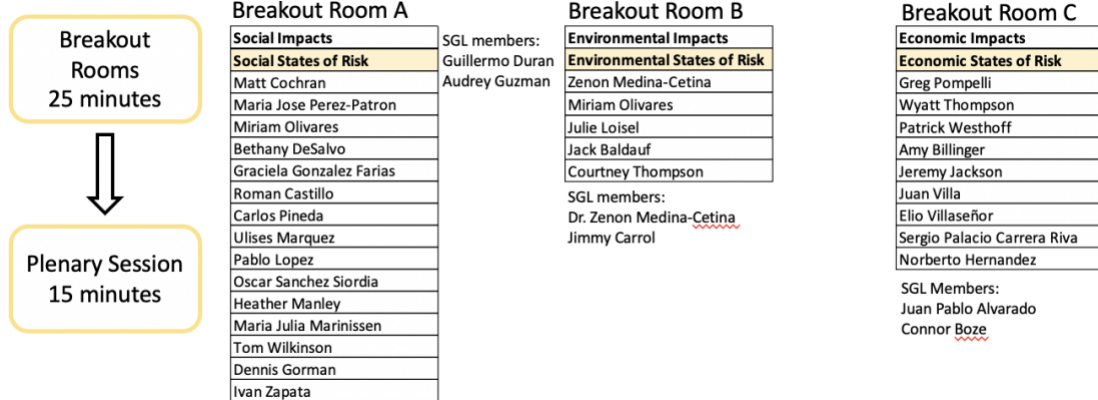 Breakout
Rooms
25 minutes
Plenary Session
15 minutes
Breakout Room A
Social Impacts
Social States of Risk
Matt Cochran
Maria Jose Perez-Patron
Miriam Olivares
Bethany DeSalvo
Graciela Gonzalez Farias
Roman Castillo
Carlos Pineda
Ulises Marquez
Pablo Lopez
Oscar Sanchez Siordia
Heather Manley
Maria Julia Marinissen
Tom Wilkinson
Dennis Gorman
Ivan Zapata
SGL members:
Guillermo Duran
Audrey Guzman
Breakout Room B
Environmental Impacts
Environmental States of Risk
Zenon Medina-Cetina
Miriam Olivares
Julie Loisel
Jack Baldauf
Courtney Thompson
SGL members:
Dr. Zenon Medina-Cetina
Jimmy Carrol
Breakout Room C
Economic Impacts
Economic States of Risk
Greg Pompelli
Wyatt Thompson
Patrick Westhoff
Amy Billinger
Jeremy Jackson
Juan Villa
Elio Villaseñor
Sergio Palacio Carrera Riva
Norberto Hernandez
SGL Members:
Juan Pablo Alvarado
Connor Boze